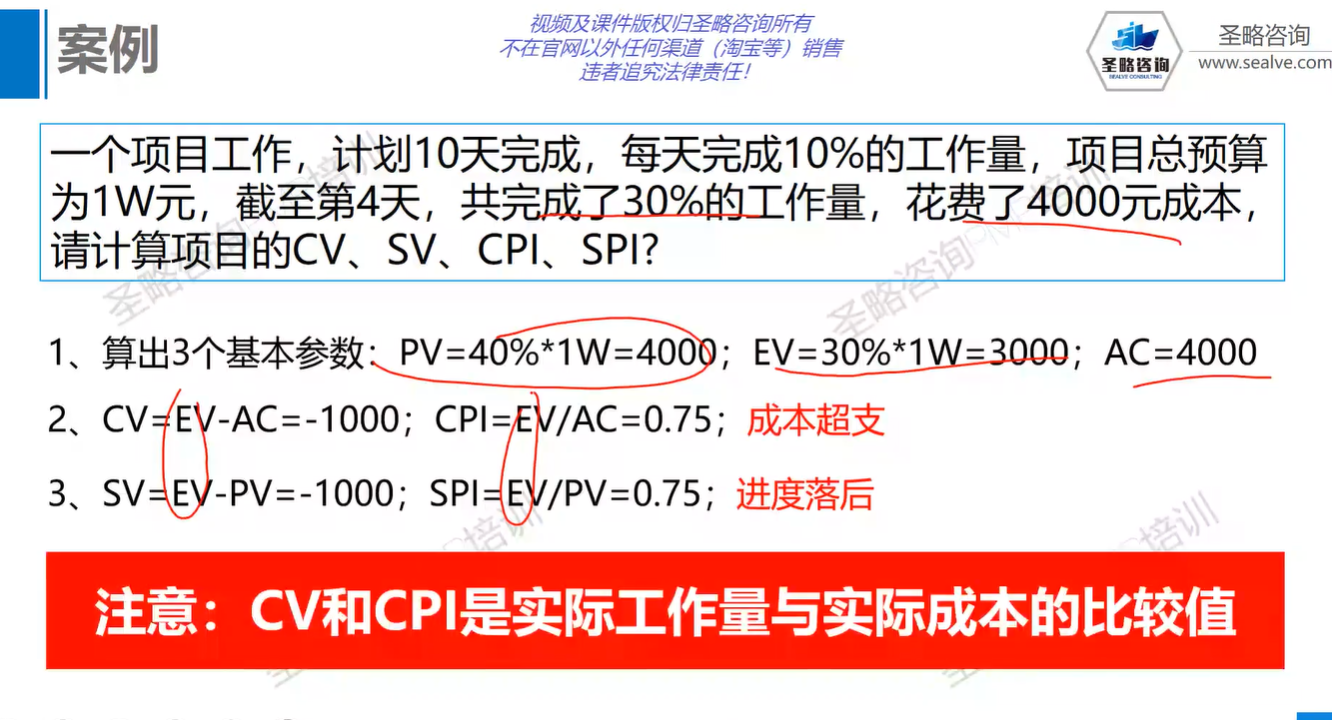 案例
视频及课件版权归圣略咨询所有
不在官网以外任何渠道（淘宝等）销售
违者追究法律责任！
圣略咨询
SEALVE CONSULTING
圣略咨询
www.sealve.com
一个项目工作，计划10天完成，每天完成10%的工作量，项目总预算
为1W元，截至第4天，共完成了30%的工作量，花费了4000元成本，
请计算项目的CV、SV、CPI、SPI?
1、算出3个基本参数：PV=40%*1W=4000；EV=30%*1W=3000；AC=4000
2、CV=EV-AC=-1000；CPI=EV/AC=0.75；成本超支
3、SV=EV-PV=-1000；SPI=EV/PV=0.75；进度落后
注意：CV和CPI是实际工作量与实际成本的比较值